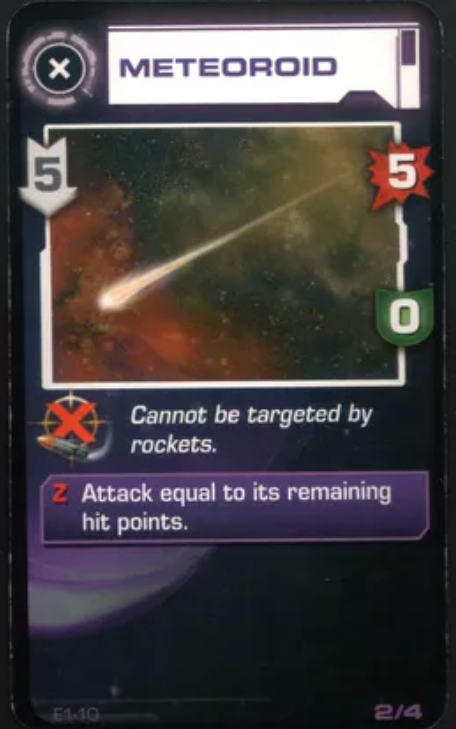 METEOROID
5
5
0
Cannot be targeted by
rockets.
Z Attack equal to its remaining
hit points.
E1-10
2/4